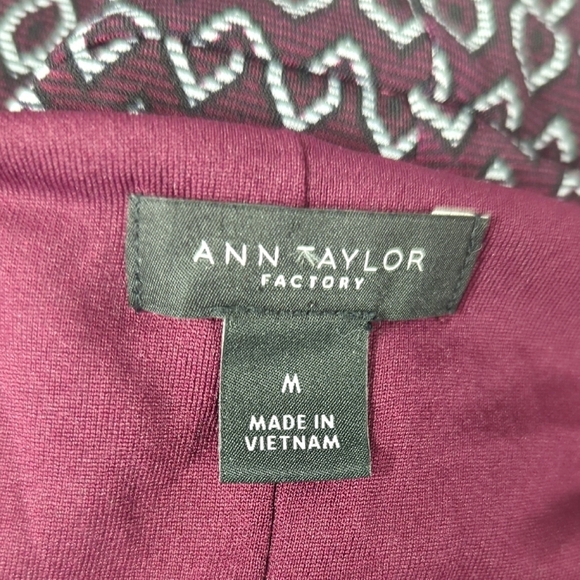 ANN TAYLOR
FACTORY
M
MADE IN
VIETNAM